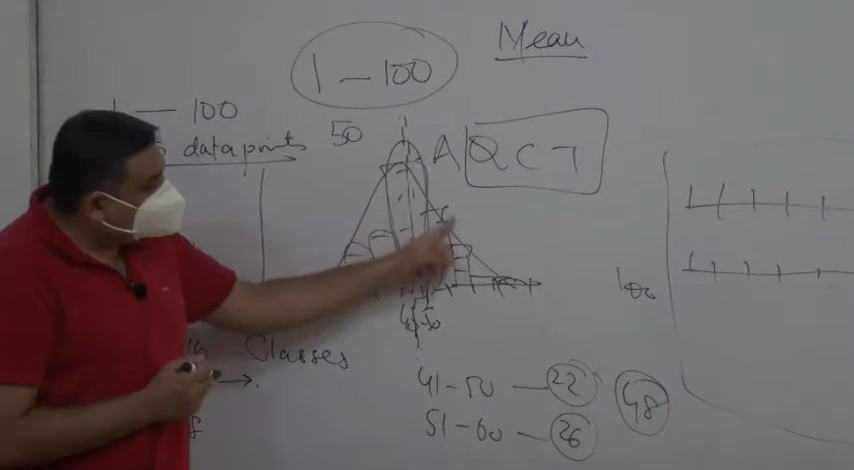 1 — 100
Mean
1 — 100
datapoints
50
A QCT
40 50
100
Classes
41-50 — 22
48
51-60 — 26
8